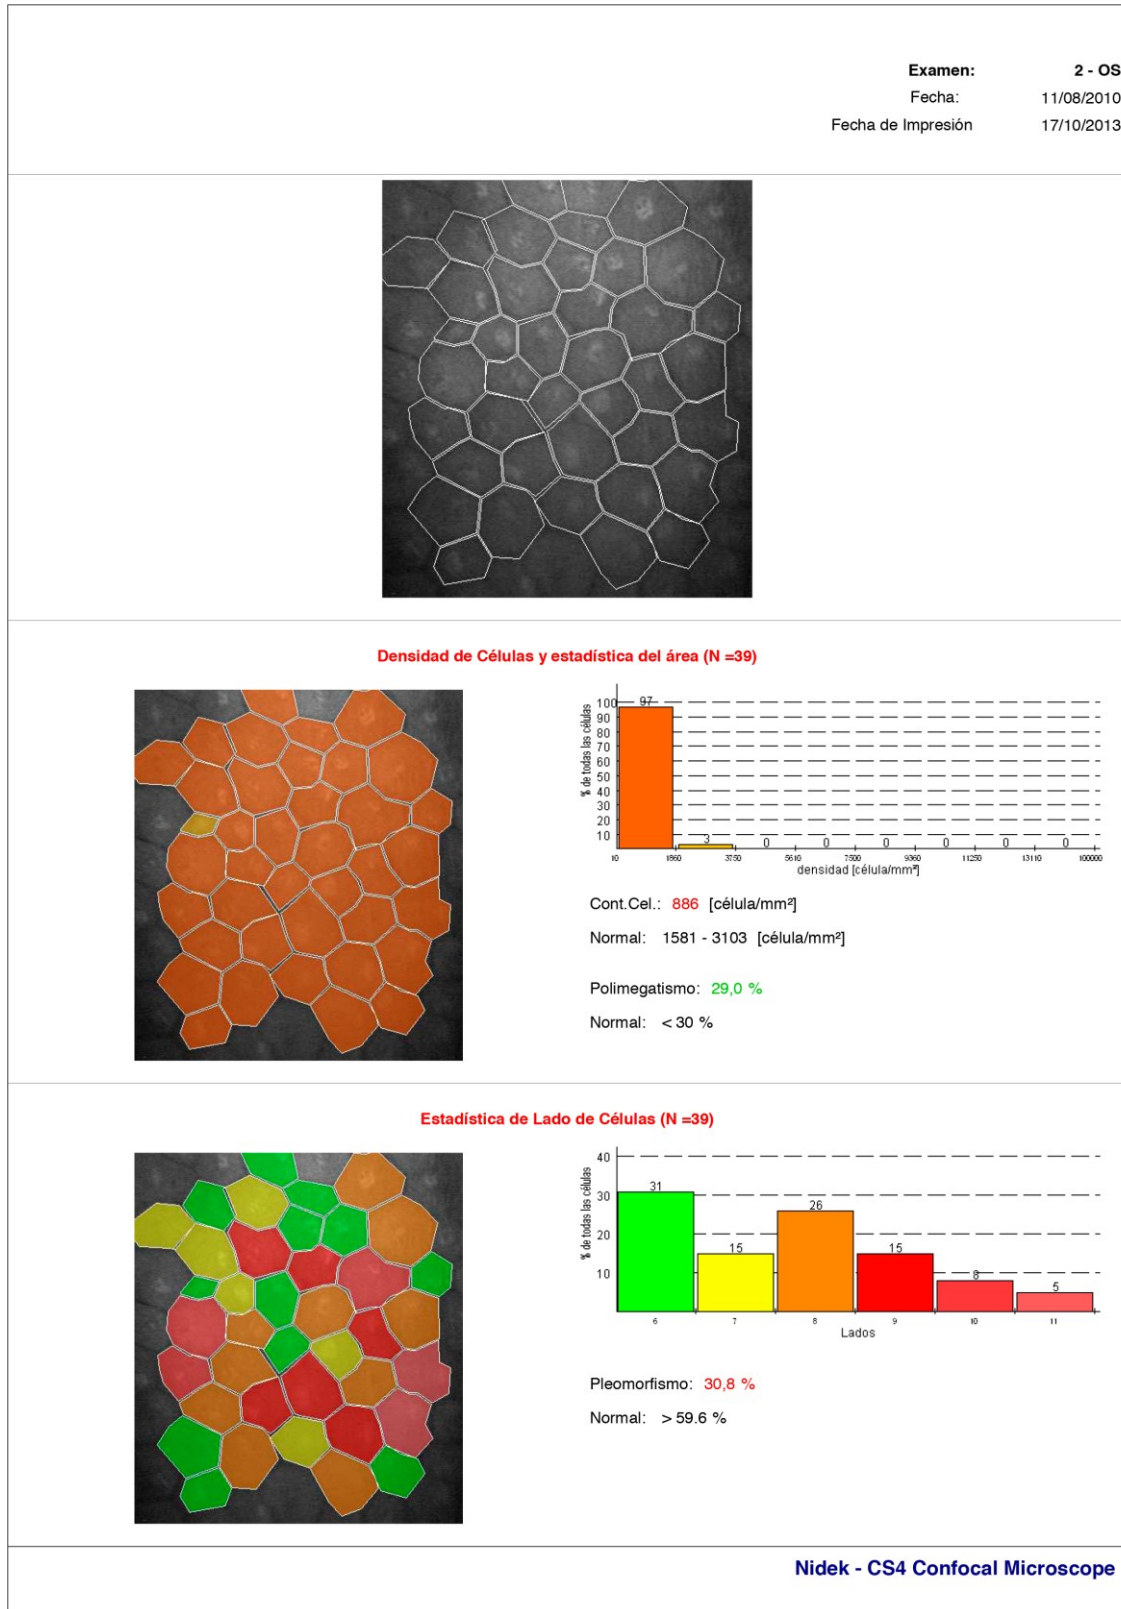 Examen: 2 - OS
Fecha: 11/08/2010
Fecha de Impresión 17/10/2013
Densidad de Células y estadística del área (N =39)
% de todas las células
100
90
80
70
60
50
40
30
20
10
97
3
0
0
0
0
0
0
10 1860 3750 5610 7500 9360 11250 13110 100000
densidad [célula/mm²]
Cont.Cel.: 886 [célula/mm²]
Normal: 1581 - 3103 [célula/mm²]
Polimegatismo: 29,0 %
Normal: < 30 %
Estadística de Lado de Células (N =39)
% de todas las células
40
30
20
10
31
15
26
15
8
5
6 7 8 9 10 11
Lados
Pleomorfismo: 30,8 %
Normal: > 59.6 %
Nidek - CS4 Confocal Microscope